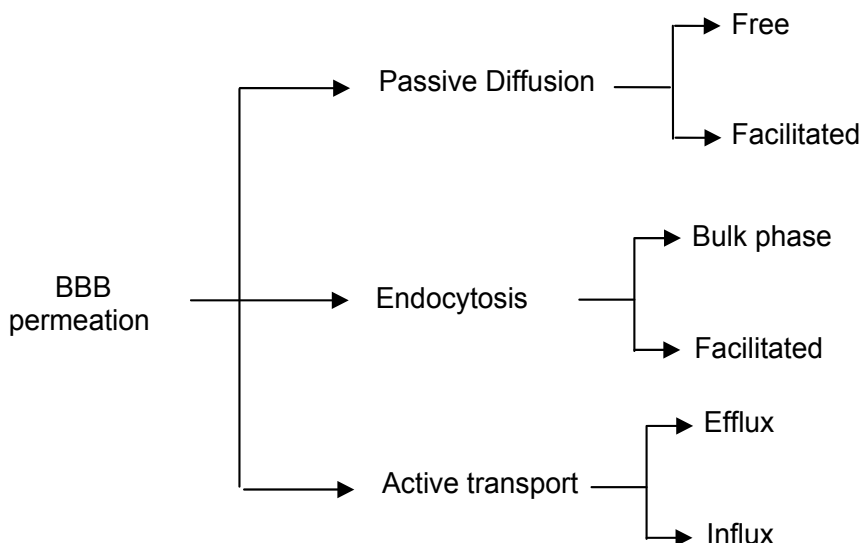 Free
Passive Diffusion
Facilitated
Bulk phase
BBB
permeation
Endocytosis
Facilitated
Efflux
Active transport
Influx